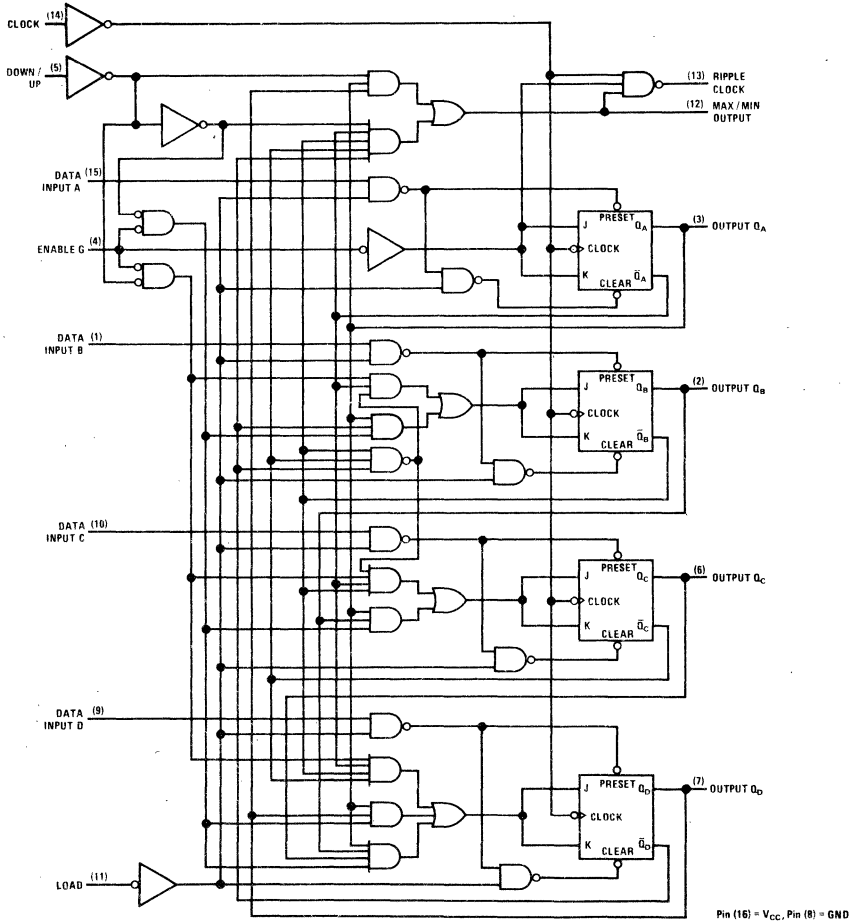 CLOCK (14)
DOWN/
UP (5)
(13) RIPPLE
CLOCK
(12) MAX/MIN
OUTPUT
DATA
INPUT A (15)
PRESET
J
QA
(3) OUTPUT QA
ENABLE G (4)
CLOCK
K
Q̅A
CLEAR
DATA
INPUT B (1)
PRESET
J
QB
(2) OUTPUT QB
CLOCK
K
Q̅B
CLEAR
DATA
INPUT C (10)
PRESET
J
QC
(6) OUTPUT QC
CLOCK
K
Q̅C
CLEAR
DATA
INPUT D (9)
PRESET
J
QD
(7) OUTPUT QD
CLOCK
K
Q̅D
CLEAR
LOAD (11)
Pin (16) = VCC, Pin (8) = GND